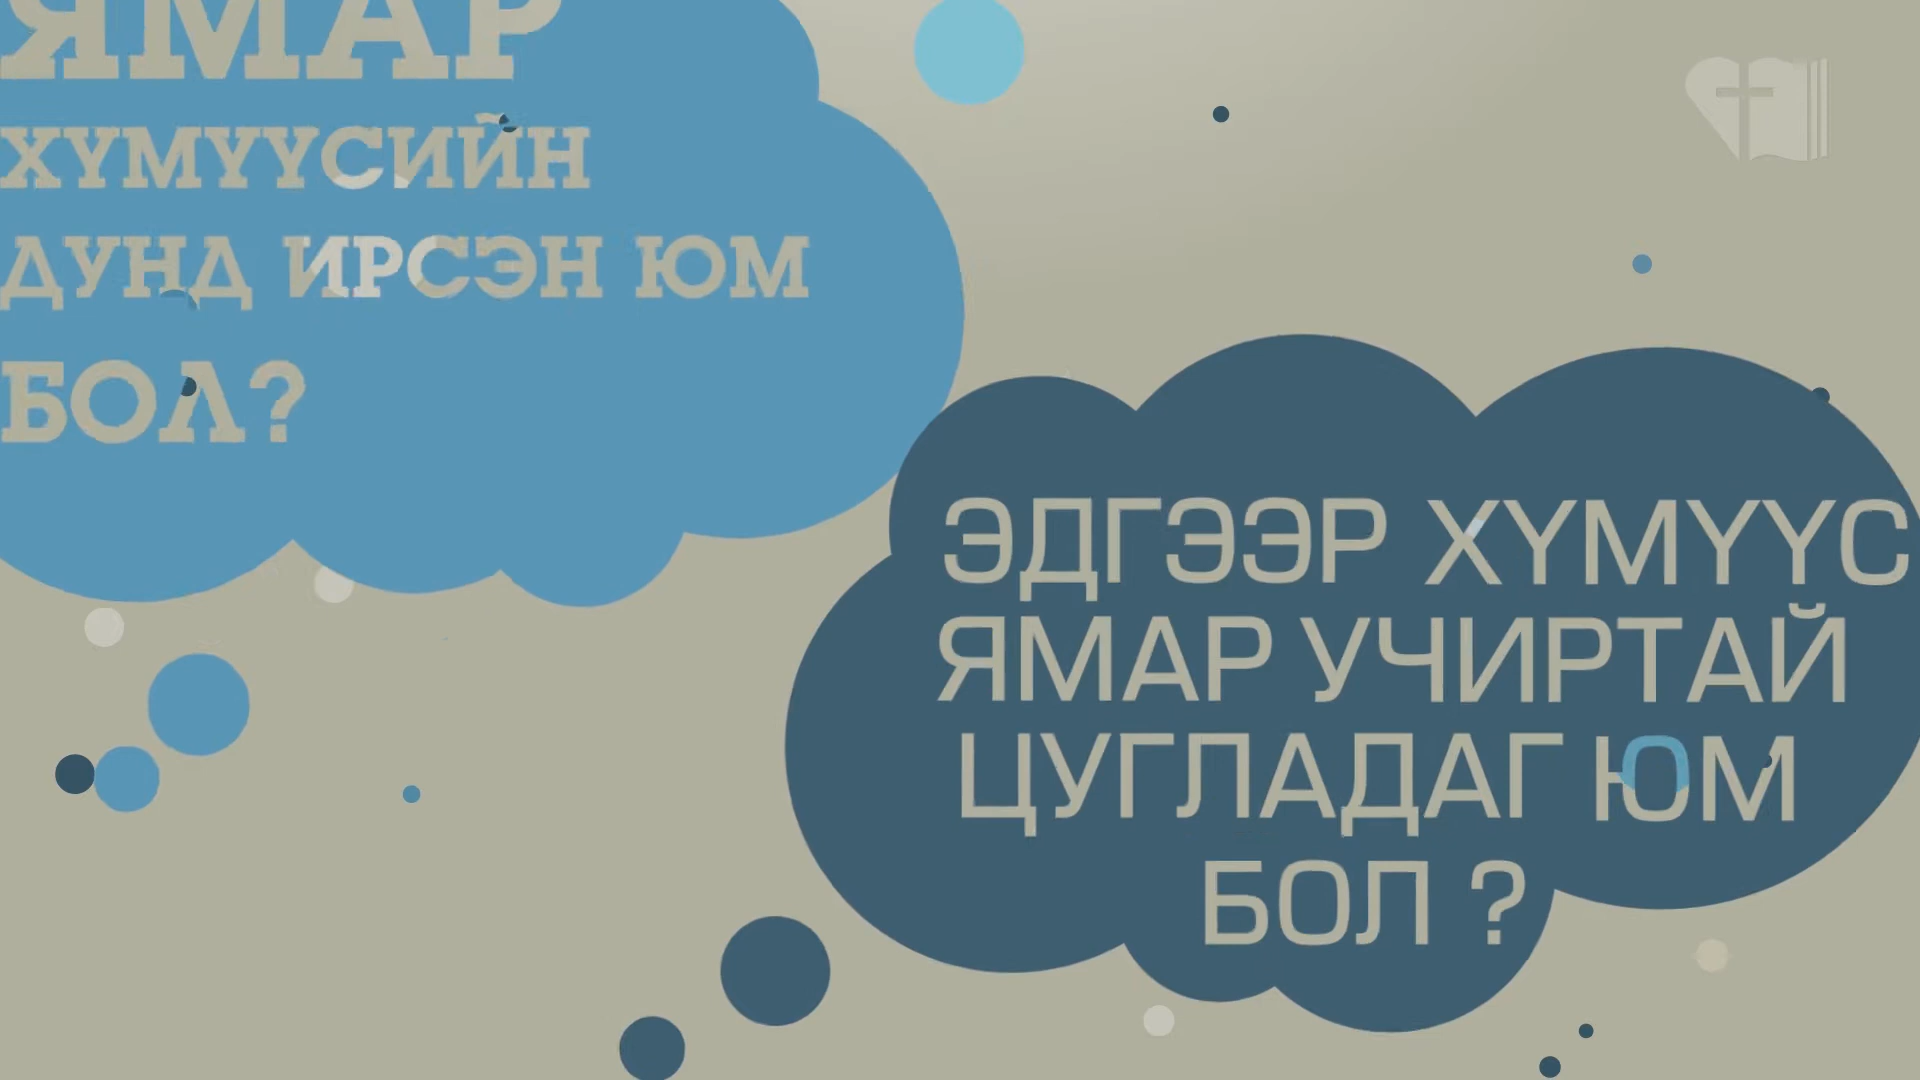 ЯМАР
ХҮМҮҮСИЙН
ДУНД ИРСЭН ЮМ
БОЛ?
ЭДГЭЭР ХҮМҮҮС
ЯМАР УЧИРТАЙ
ЦУГЛАДАГ ЮМ
БОЛ ?